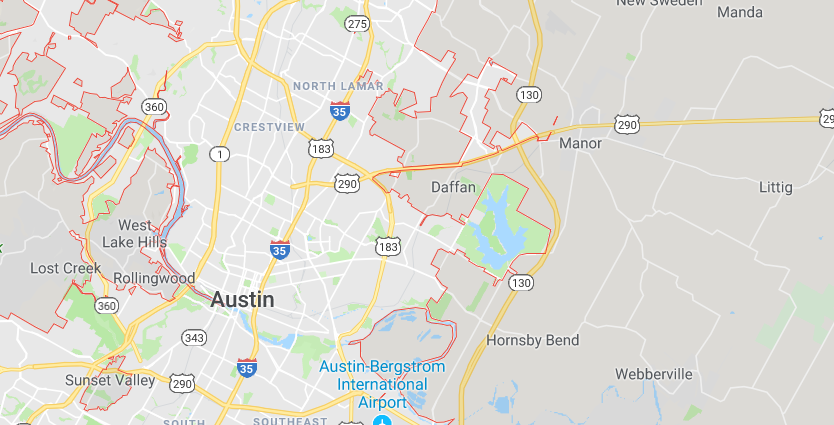 New Sweden
Manda
275
NORTH LAMAR
360
35
130
CRESTVIEW
183
290
Manor
1
290
Daffan
Littig
West
Lake Hills
183
35
Lost Creek
Rollingwood
130
Austin
360
343
Hornsby Bend
35
Austin-Bergstrom
International
Airport
Sunset Valley
290
Webberville
SOUTH
SOUTHEAST